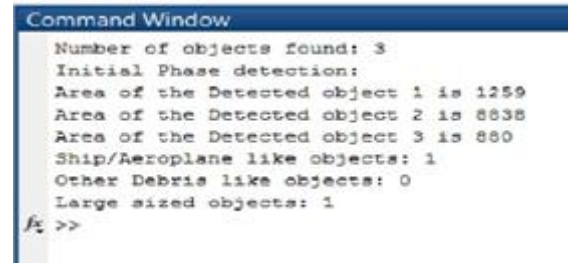 Command Window
Number of objects found: 3
Initial Phase detection:
Area of the Detected object 1 is 1259
Area of the Detected object 2 is 8838
Area of the Detected object 3 is 880
Ship/Aeroplane like objects: 1
Other Debris like objects: 0
Large sized objects: 1
fx >>